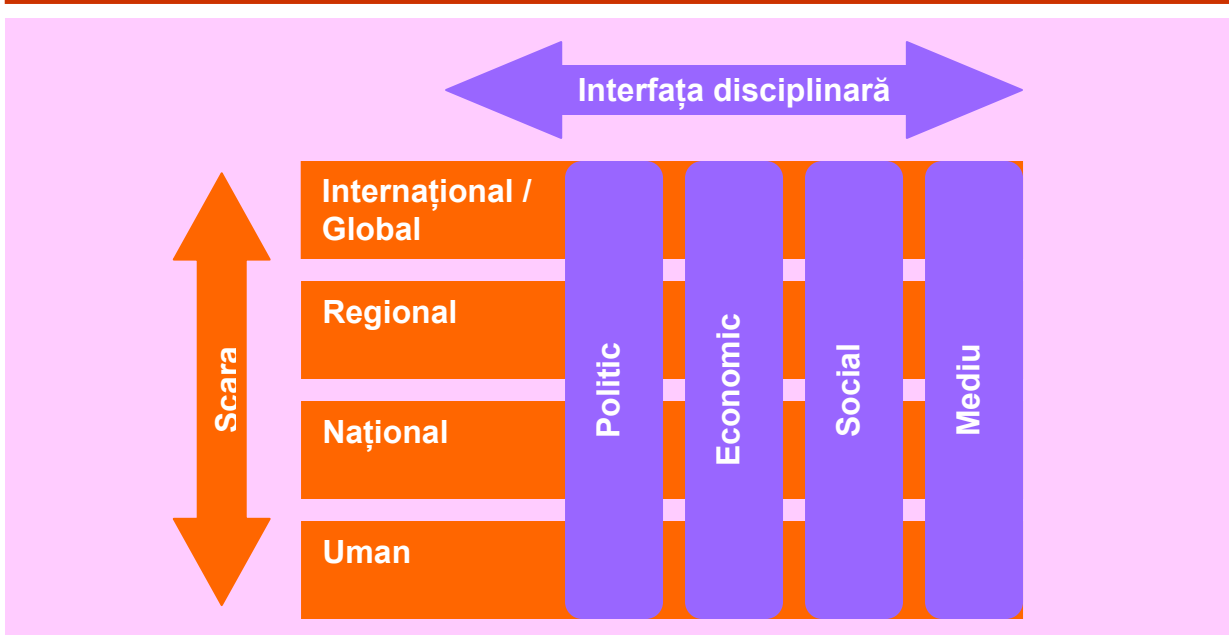 Interfața disciplinară
Internațional /
Global
Regional
Național
Uman
Scara
Politic
Economic
Social
Mediu